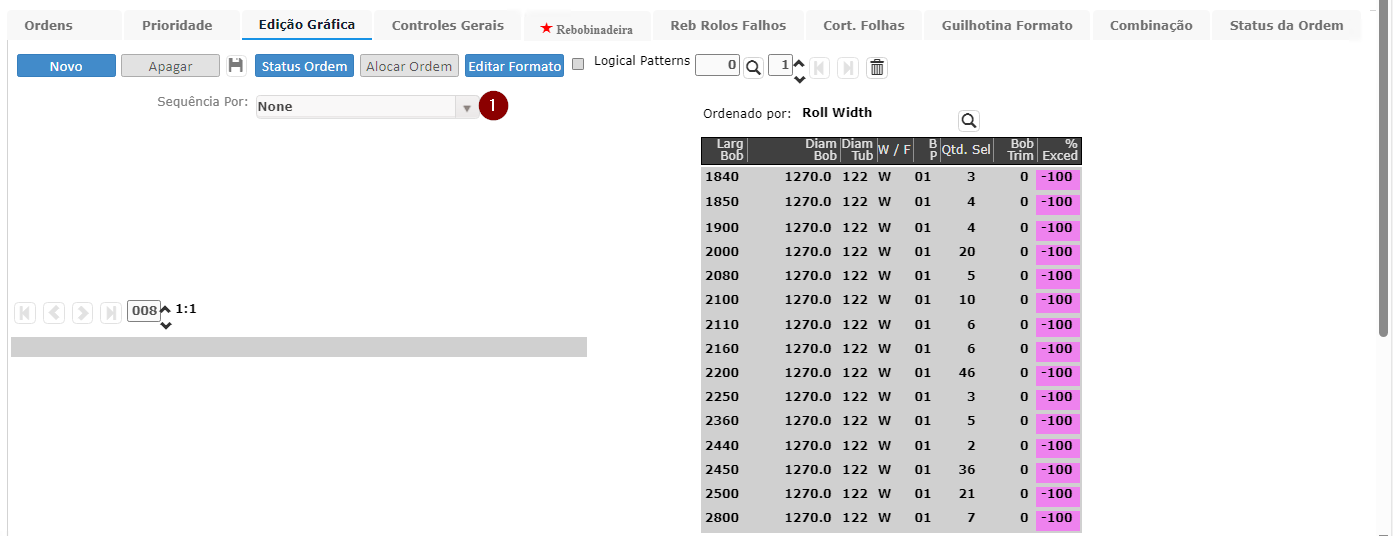 Ordens Prioridade Edição Gráfica Controles Gerais Rebobinadeira Reb Rolos Falhos Cort. Folhas Guilhotina Formato Combinação Status da Ordem
Novo Apagar Status Ordem Alocar Ordem Editar Formato Logical Patterns 0 1
Sequência Por: None 1
Ordenado por: Roll Width
Larg Bob Diam Bob Diam Tub W / F B P Qtd. Sel Bob Trim % Exced
1840 1270.0 122 W 01 3 0 -100
1850 1270.0 122 W 01 4 0 -100
1900 1270.0 122 W 01 4 0 -100
2000 1270.0 122 W 01 20 0 -100
2080 1270.0 122 W 01 5 0 -100
2100 1270.0 122 W 01 10 0 -100
2110 1270.0 122 W 01 6 0 -100
2160 1270.0 122 W 01 6 0 -100
2200 1270.0 122 W 01 46 0 -100
2250 1270.0 122 W 01 3 0 -100
2360 1270.0 122 W 01 5 0 -100
2440 1270.0 122 W 01 2 0 -100
2450 1270.0 122 W 01 36 0 -100
2500 1270.0 122 W 01 21 0 -100
2800 1270.0 122 W 01 7 0 -100
008 1:1